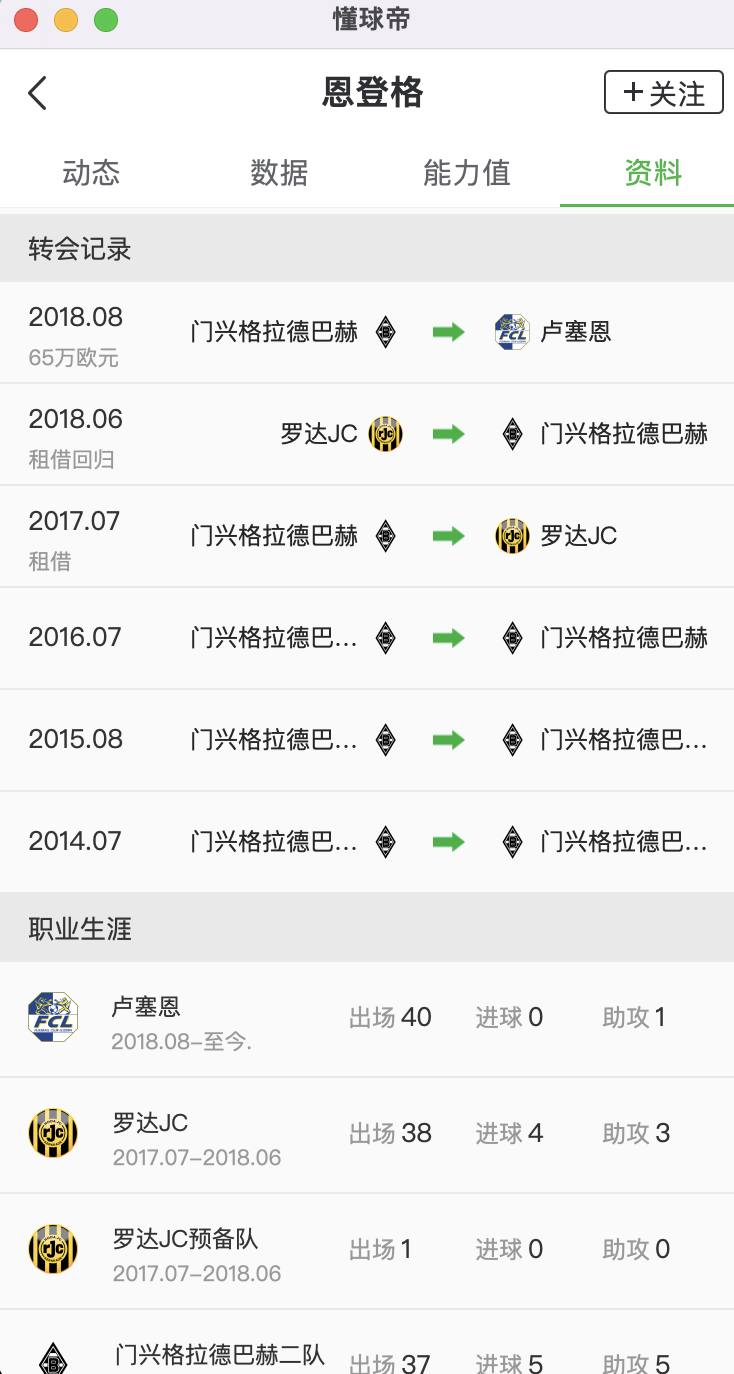 懂球帝
恩登格
+关注
动态 数据 能力值 资料
转会记录
2018.08 门兴格拉德巴赫 卢塞恩
65万欧元
2018.06 罗达JC 门兴格拉德巴赫
租借回归
2017.07 门兴格拉德巴赫 罗达JC
租借
2016.07 门兴格拉德巴... 门兴格拉德巴赫
2015.08 门兴格拉德巴... 门兴格拉德巴...
2014.07 门兴格拉德巴... 门兴格拉德巴...
职业生涯
FCL
卢塞恩 出场 40 进球 0 助攻 1
2018.08-至今.
罗达JC 出场 38 进球 4 助攻 3
2017.07-2018.06
罗达JC预备队 出场 1 进球 0 助攻 0
2017.07-2018.06
门兴格拉德巴赫二队 出场 37 进球 5 助攻 5